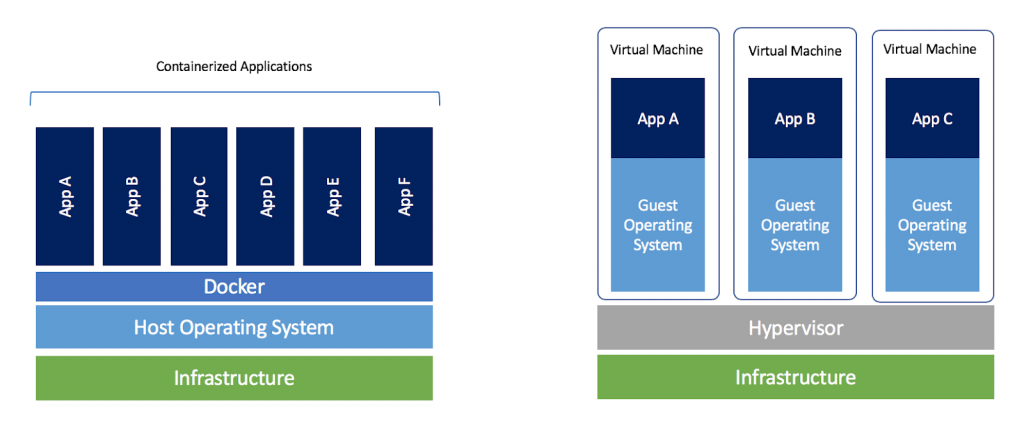 Containerized Applications
App A
App B
App C
App D
App E
App F
Docker
Host Operating System
Infrastructure
Virtual Machine
App A
Guest
Operating
System
Virtual Machine
App B
Guest
Operating
System
Virtual Machine
App C
Guest
Operating
System
Hypervisor
Infrastructure